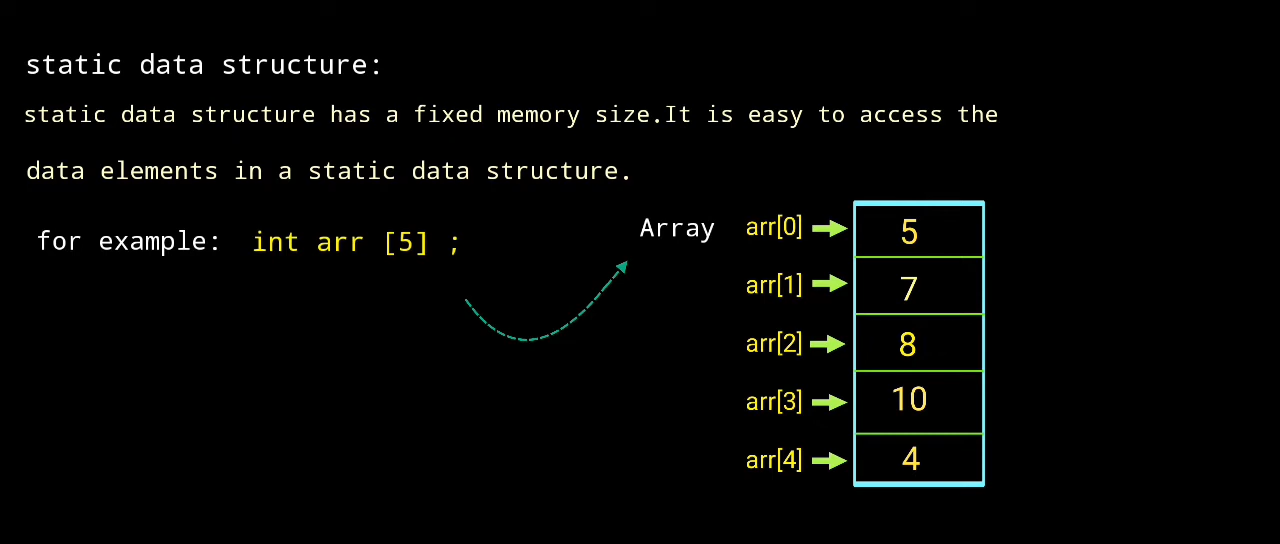 static data structure:
static data structure has a fixed memory size.It is easy to access the
data elements in a static data structure.
for example: int arr [5] ;
Array
arr[0] 5
arr[1] 7
arr[2] 8
arr[3] 10
arr[4] 4